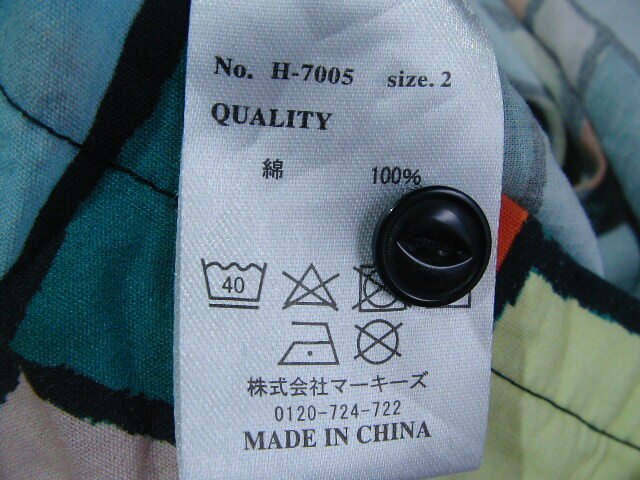 No. H-7005 size. 2
QUALITY
綿 100%
40
株式会社マーキーズ
0120-724-722
MADE IN CHINA